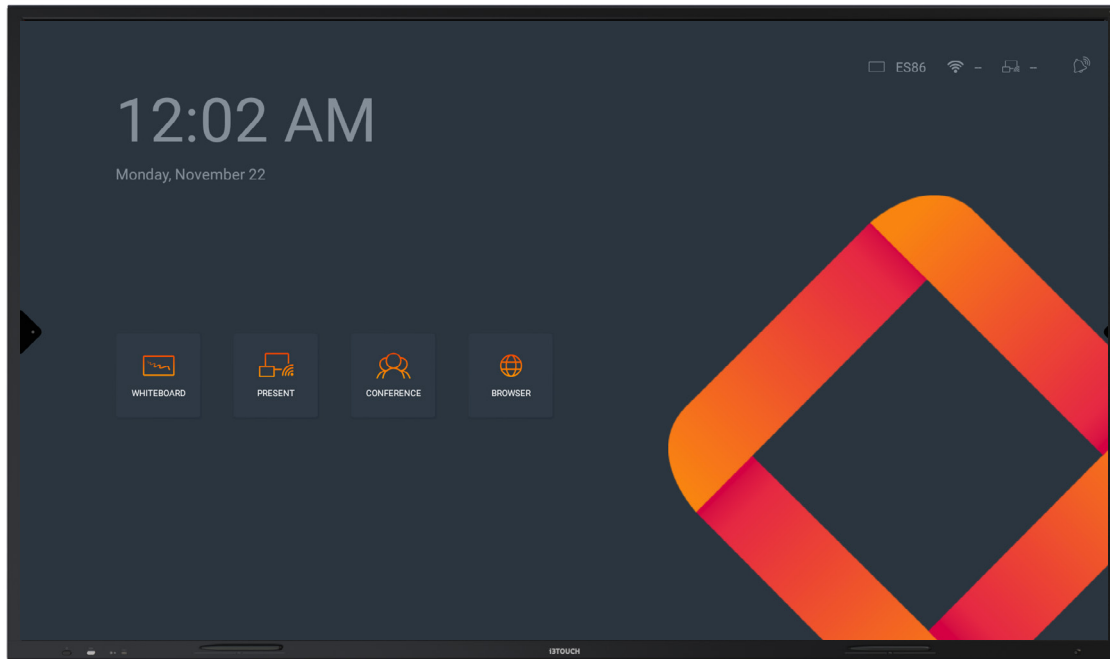 ES86 – –
12:02 AM
Monday, November 22
WHITEBOARD PRESENT CONFERENCE BROWSER
i3TOUCH